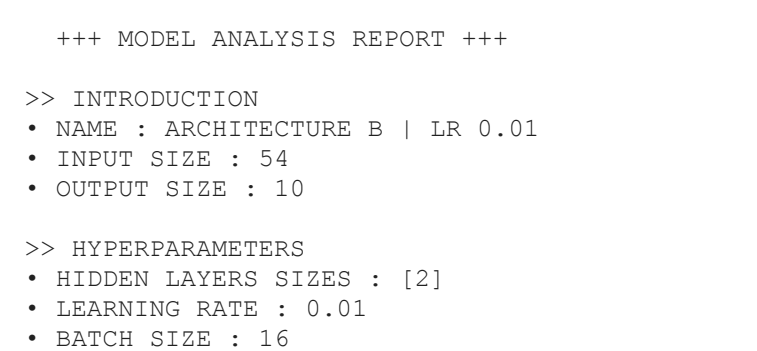 +++ MODEL ANALYSIS REPORT +++
>> INTRODUCTION
• NAME : ARCHITECTURE B | LR 0.01
• INPUT SIZE : 54
• OUTPUT SIZE : 10
>> HYPERPARAMETERS
• HIDDEN LAYERS SIZES : [2]
• LEARNING RATE : 0.01
• BATCH SIZE : 16